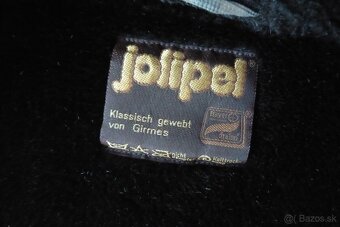 jolipel®
Klassisch gewebt
von Girmes
Bazos.sk